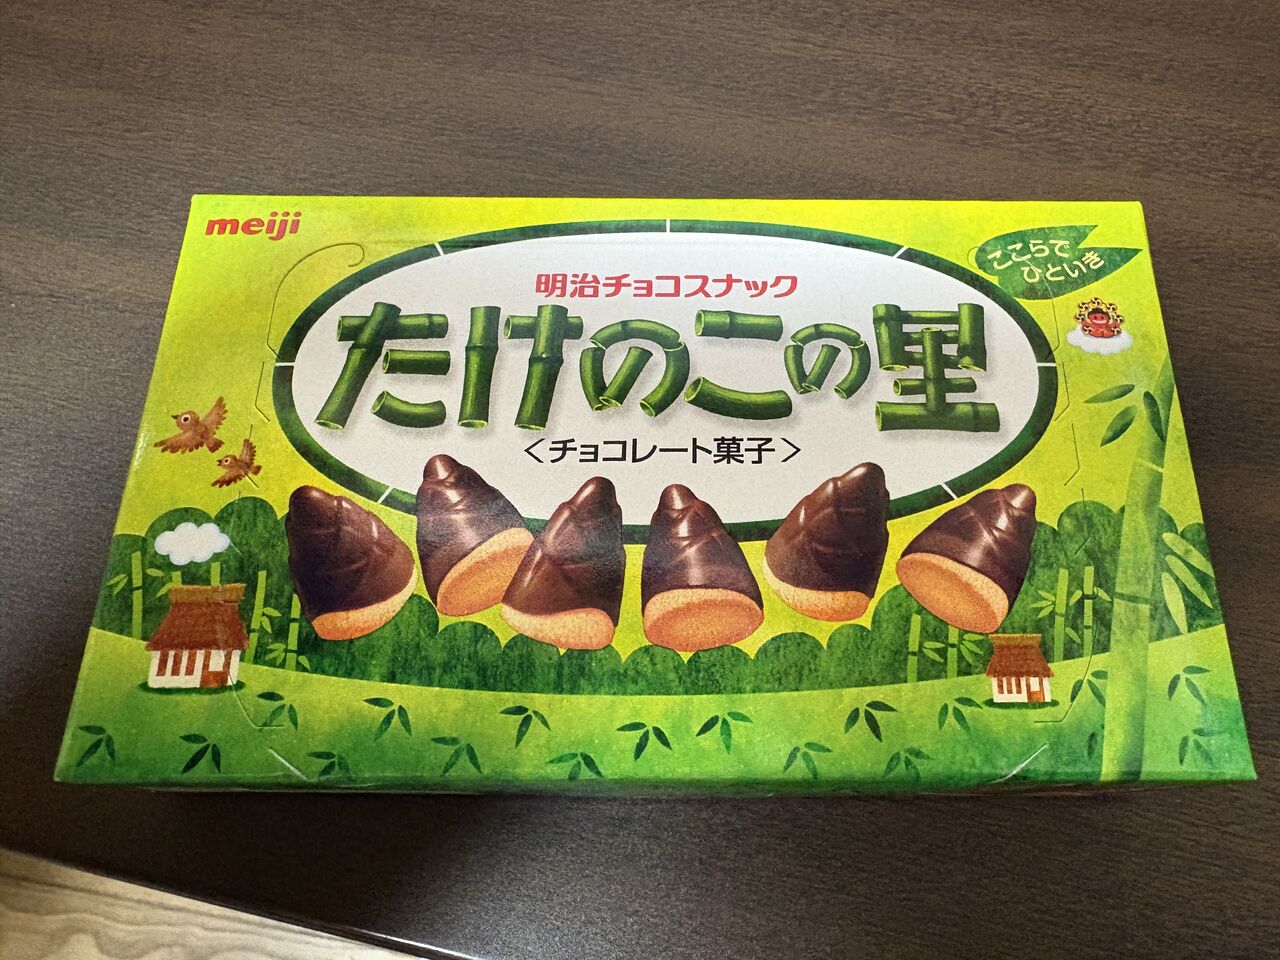 meiji
ここらで
ひといき
明治チョコスナック
たけのこの里
<チョコレート菓子>